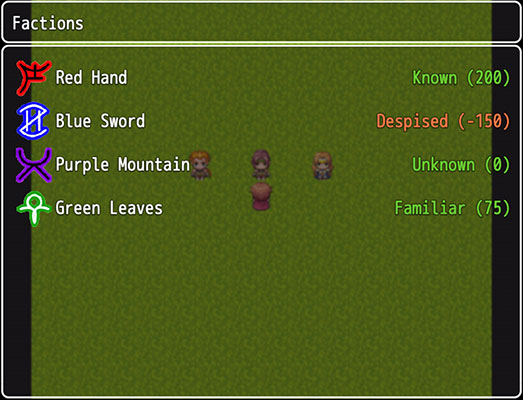 Factions
Red Hand Known (200)
Blue Sword Despised (-150)
Purple Mountain Unknown (0)
Green Leaves Familiar (75)